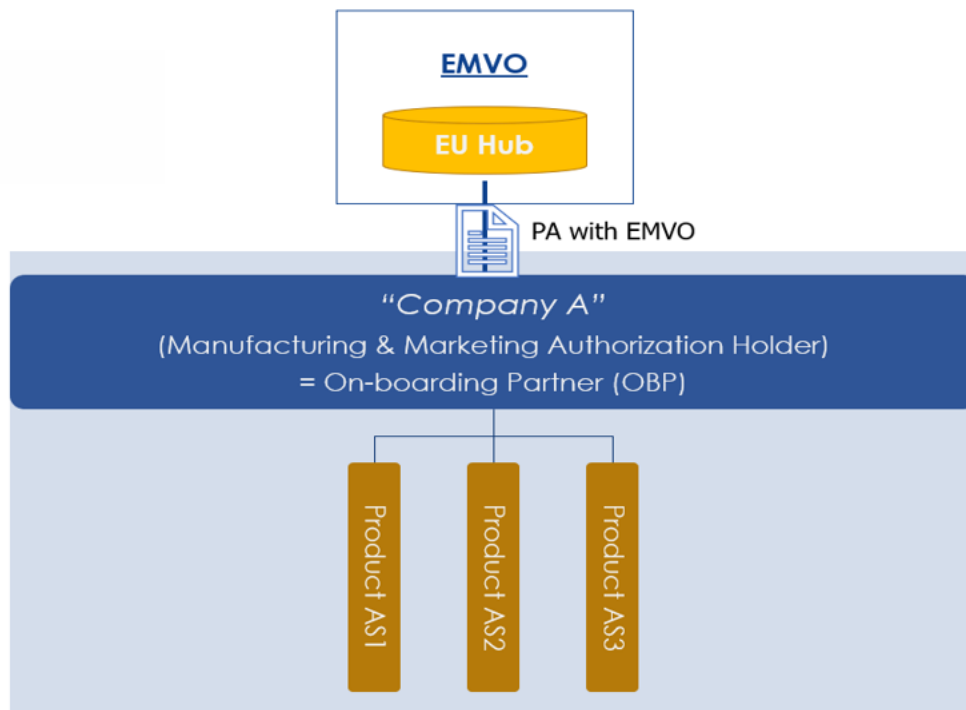 EMVO
EU Hub
PA with EMVO
“Company A”
(Manufacturing & Marketing Authorization Holder)
= On-boarding Partner (OBP)
Product AS1
Product AS2
Product AS3